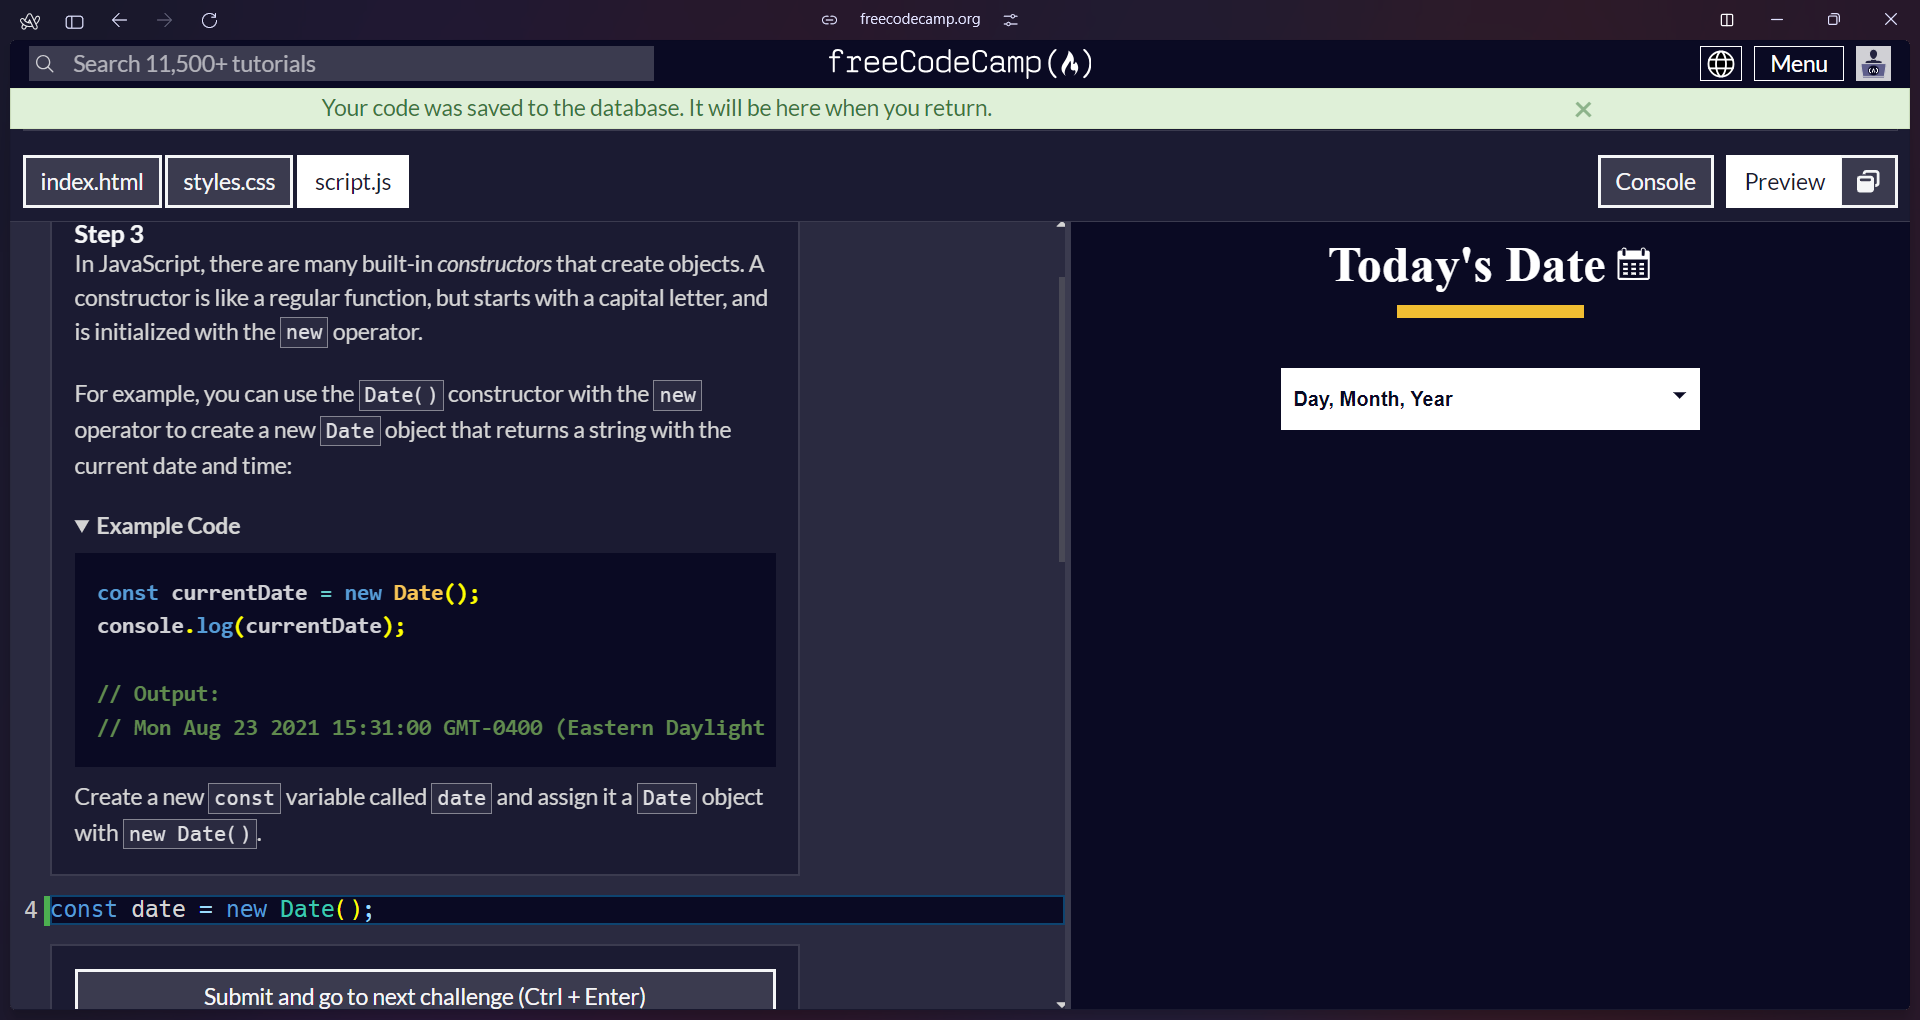 freecodecamp.org
Search 11,500+ tutorials
freeCodeCamp
Menu
Your code was saved to the database. It will be here when you return.
index.html
styles.css
script.js
Console
Preview
Step 3
In JavaScript, there are many built-in constructors that create objects. A
constructor is like a regular function, but starts with a capital letter, and
is initialized with the new operator.
For example, you can use the Date() constructor with the new
operator to create a new Date object that returns a string with the
current date and time:
Example Code
const currentDate = new Date();
console.log(currentDate);
// Output:
// Mon Aug 23 2021 15:31:00 GMT-0400 (Eastern Daylight
Create a new const variable called date and assign it a Date object
with new Date().
4
const date = new Date();
Submit and go to next challenge (Ctrl + Enter)
Today's Date
Day, Month, Year